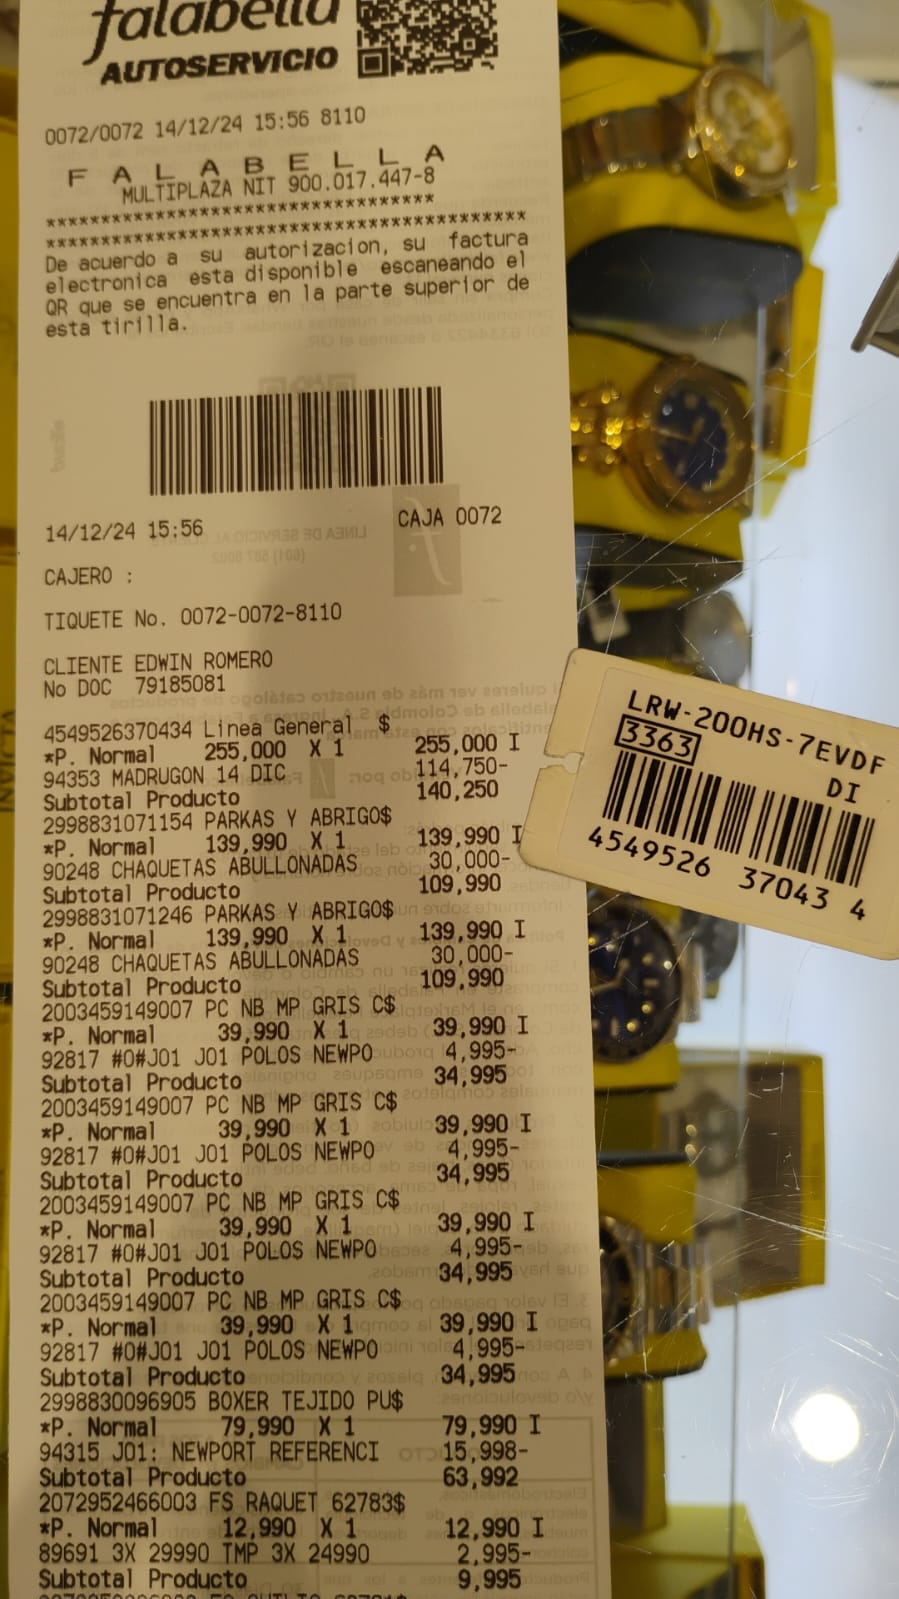 falabella
AUTOSERVICIO
0072/0072 14/12/24 15:56 8110
F A L A B E L L A
MULTIPLAZA NIT 900.017.447-8
************************************
********************************************
De acuerdo a su autorizacion, su factura
electronica esta disponible escaneando el
QR que se encuentra en la parte superior de
esta tirilla.
14/12/24 15:56 CAJA 0072
CAJERO :
TIQUETE No. 0072-0072-8110
CLIENTE EDWIN ROMERO
No DOC 79185081
4549526370434 Linea General $
*P. Normal 255,000 X 1 255,000 I
94353 MADRUGON 14 DIC 114,750-
Subtotal Producto 140,250
2998831071154 PARKAS Y ABRIGO$
*P. Normal 139,990 X 1 139,990 I
90248 CHAQUETAS ABULLONADAS 30,000-
Subtotal Producto 109,990
2998831071246 PARKAS Y ABRIGO$
*P. Normal 139,990 X 1 139,990 I
90248 CHAQUETAS ABULLONADAS 30,000-
Subtotal Producto 109,990
2003459149007 PC NB MP GRIS C$
*P. Normal 39,990 X 1 39,990 I
92817 #0#J01 J01 POLOS NEWPO 4,995-
Subtotal Producto 34,995
2003459149007 PC NB MP GRIS C$
*P. Normal 39,990 X 1 39,990 I
92817 #0#J01 J01 POLOS NEWPO 4,995-
Subtotal Producto 34,995
2003459149007 PC NB MP GRIS C$
*P. Normal 39,990 X 1 39,990 I
92817 #0#J01 J01 POLOS NEWPO 4,995-
Subtotal Producto 34,995
2003459149007 PC NB MP GRIS C$
*P. Normal 39,990 X 1 39,990 I
92817 #0#J01 J01 POLOS NEWPO 4,995-
Subtotal Producto 34,995
2998830096905 BOXER TEJIDO PU$
*P. Normal 79,990 X 1 79,990 I
94315 J01: NEWPORT REFERENCI 15,998-
Subtotal Producto 63,992
2072952466003 FS RAQUET 62783$
*P. Normal 12,990 X 1 12,990 I
89691 3X 29990 TMP 3X 24990 2,995-
Subtotal Producto 9,995
LRW-200HS-7EVDF
3363 DI
4549526 37043 4
INVICTA